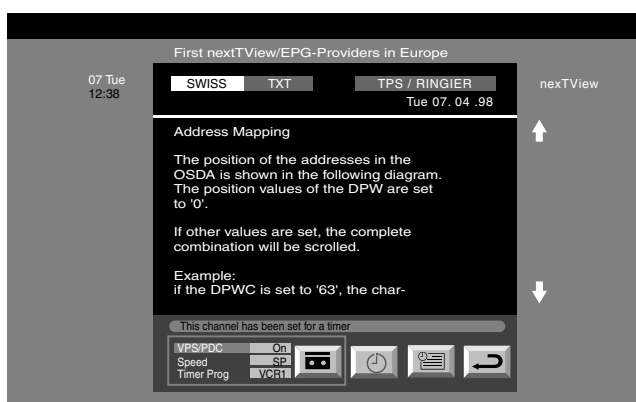 First nextTView/EPG-Providers in Europe
07 Tue
12:38
SWISS TXT TPS / RINGIER
nexTView
Tue 07. 04 .98
Address Mapping
The position of the addresses in the
OSDA is shown in the following diagram.
The position values of the DPW are set
to '0'.
If other values are set, the complete
combination will be scrolled.
Example:
if the DPWC is set to '63', the char-
This channel has been set for a timer
VPS/PDC On
Speed SP
Timer Prog VCR1